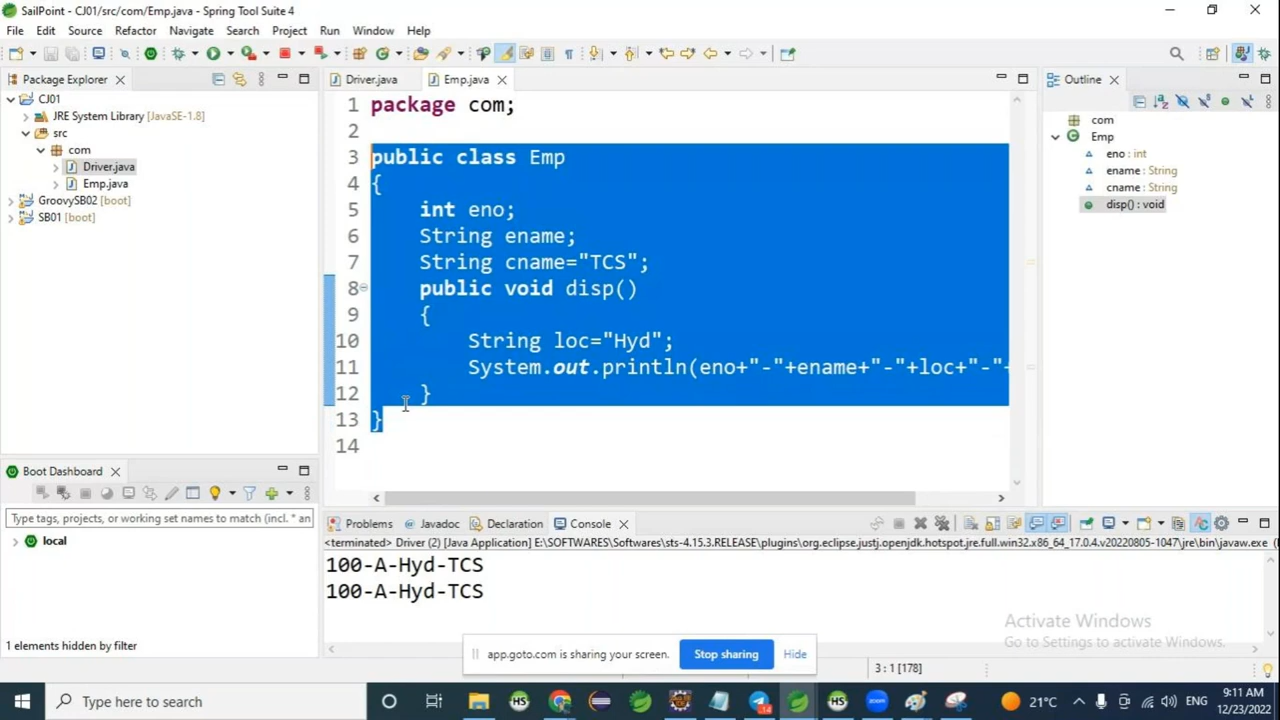 SailPoint - CJ01/src/com/Emp.java - Spring Tool Suite 4
File Edit Source Refactor Navigate Search Project Run Window Help
Package Explorer
CJ01
JRE System Library [JavaSE-1.8]
src
com
Driver.java
Emp.java
GroovySB02 [boot]
SB01 [boot]
Driver.java
Emp.java
1 package com;
2
3 public class Emp
4 {
5 int eno;
6 String ename;
7 String cname="TCS";
8 public void disp()
9 {
10 String loc="Hyd";
11 System.out.println(eno+"-"+ename+"-"+loc+"-"+
12 }
13 }
14
Outline
com
Emp
eno : int
ename : String
cname : String
disp() : void
Boot Dashboard
Type tags, projects, or working set names to match (incl. * an
local
1 elements hidden by filter
Problems Javadoc Declaration Console
<terminated> Driver (2) [Java Application] E:\SOFTWARES\Softwares\sts-4.15.3.RELEASE\plugins\org.eclipse.justj.openjdk.hotspot.jre.full.win32.x86_64_17.0.4.v20220805-1047\jre\bin\javaw.exe (
100-A-Hyd-TCS
100-A-Hyd-TCS
Activate Windows
Go to Settings to activate Windows.
app.goto.com is sharing your screen. Stop sharing Hide
3 : 1 [178]
Type here to search
HS
HS
14
21°C
ENG
9:11 AM
12/23/2022